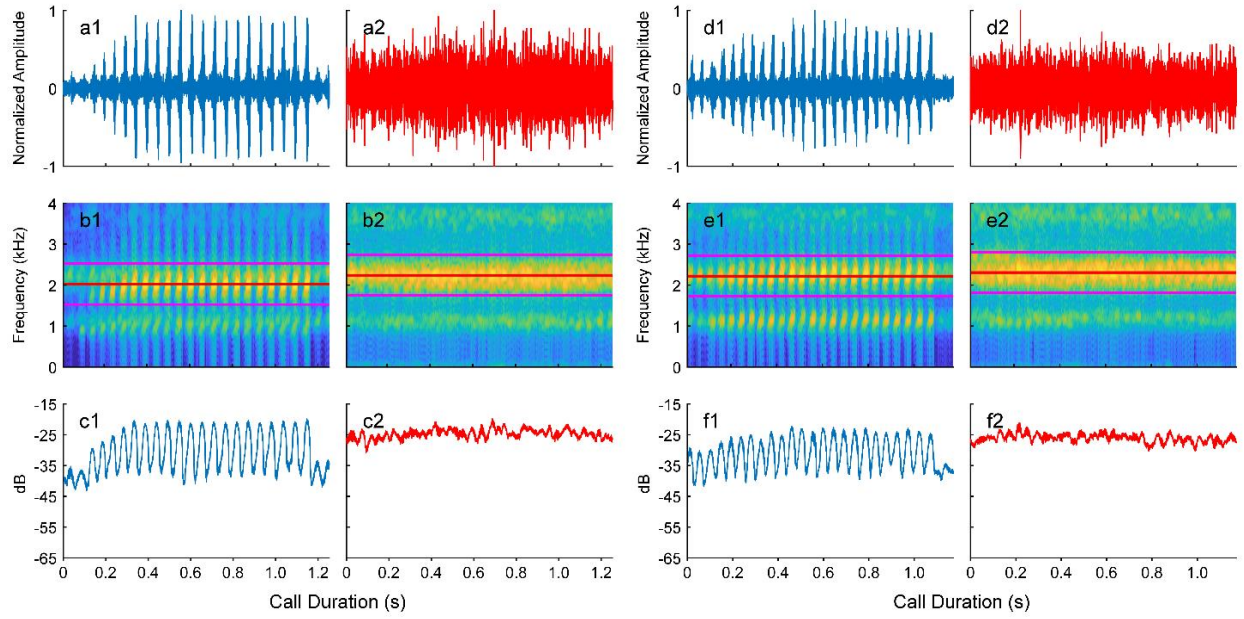 a1
a2
d1
d2
Normalized Amplitude
1
0
-1
Normalized Amplitude
1
0
-1
b1
b2
e1
e2
Frequency (kHz)
4
3
2
1
0
Frequency (kHz)
4
3
2
1
0
c1
c2
f1
f2
dB
-15
-25
-35
-45
-55
-65
dB
-15
-25
-35
-45
-55
-65
0 0.2 0.4 0.6 0.8 1.0 1.2
0 0.2 0.4 0.6 0.8 1.0 1.2
0 0.2 0.4 0.6 0.8 1.0
0 0.2 0.4 0.6 0.8 1.0
Call Duration (s)
Call Duration (s)